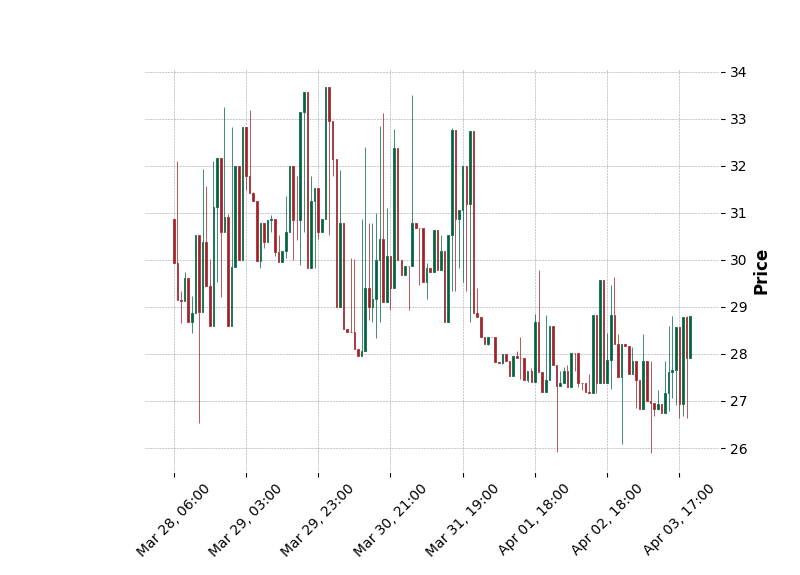 34
33
32
31
30
29
28
27
26
Price
Mar 28, 06:00
Mar 29, 03:00
Mar 29, 23:00
Mar 30, 21:00
Mar 31, 19:00
Apr 01, 18:00
Apr 02, 18:00
Apr 03, 17:00